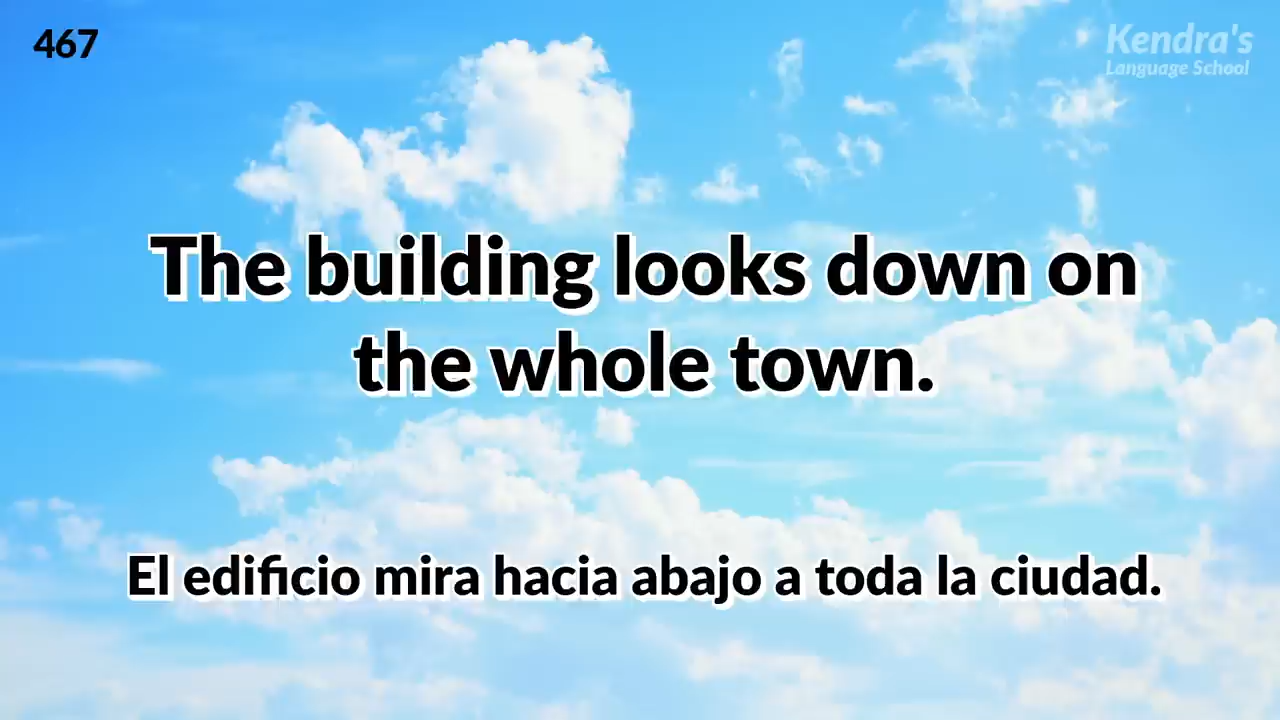 467
Kendra's
Language School
The building looks down on
the whole town.
El edificio mira hacia abajo a toda la ciudad.